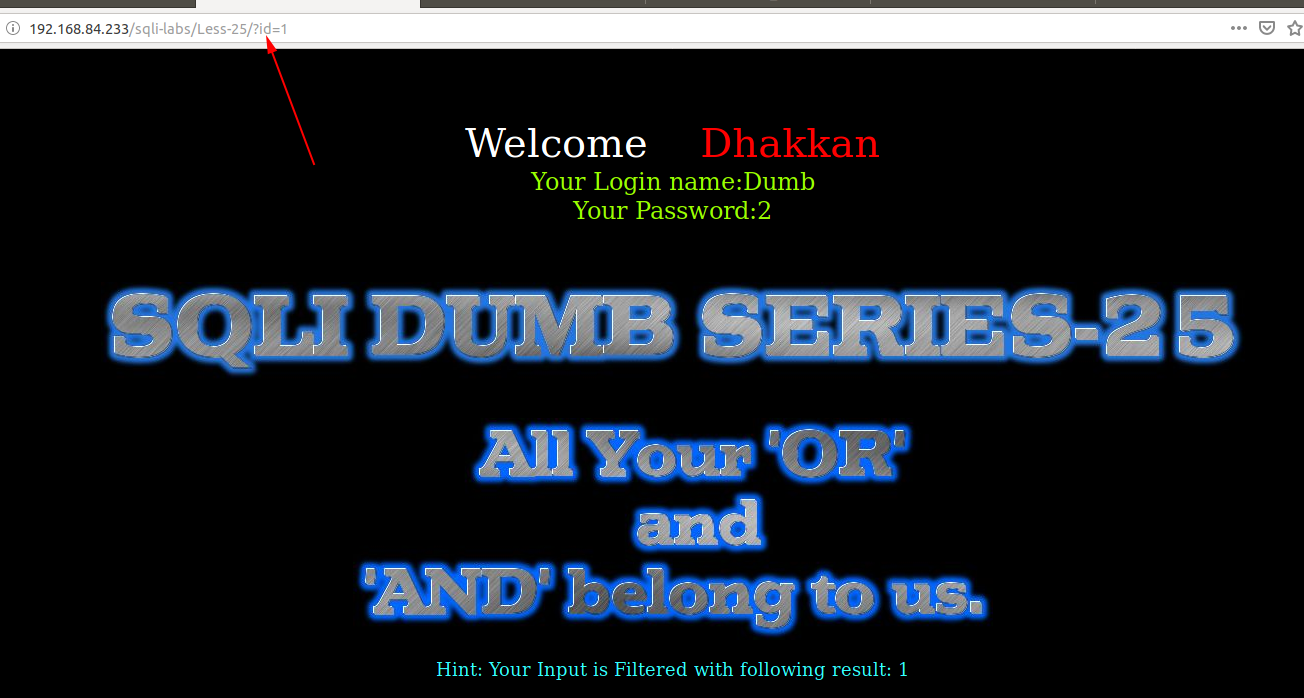 192.168.84.233/sqli-labs/Less-25/?id=1
Welcome Dhakkan
Your Login name:Dumb
Your Password:2
SQLI DUMB SERIES-25
All Your 'OR'
and
'AND' belong to us.
Hint: Your Input is Filtered with following result: 1